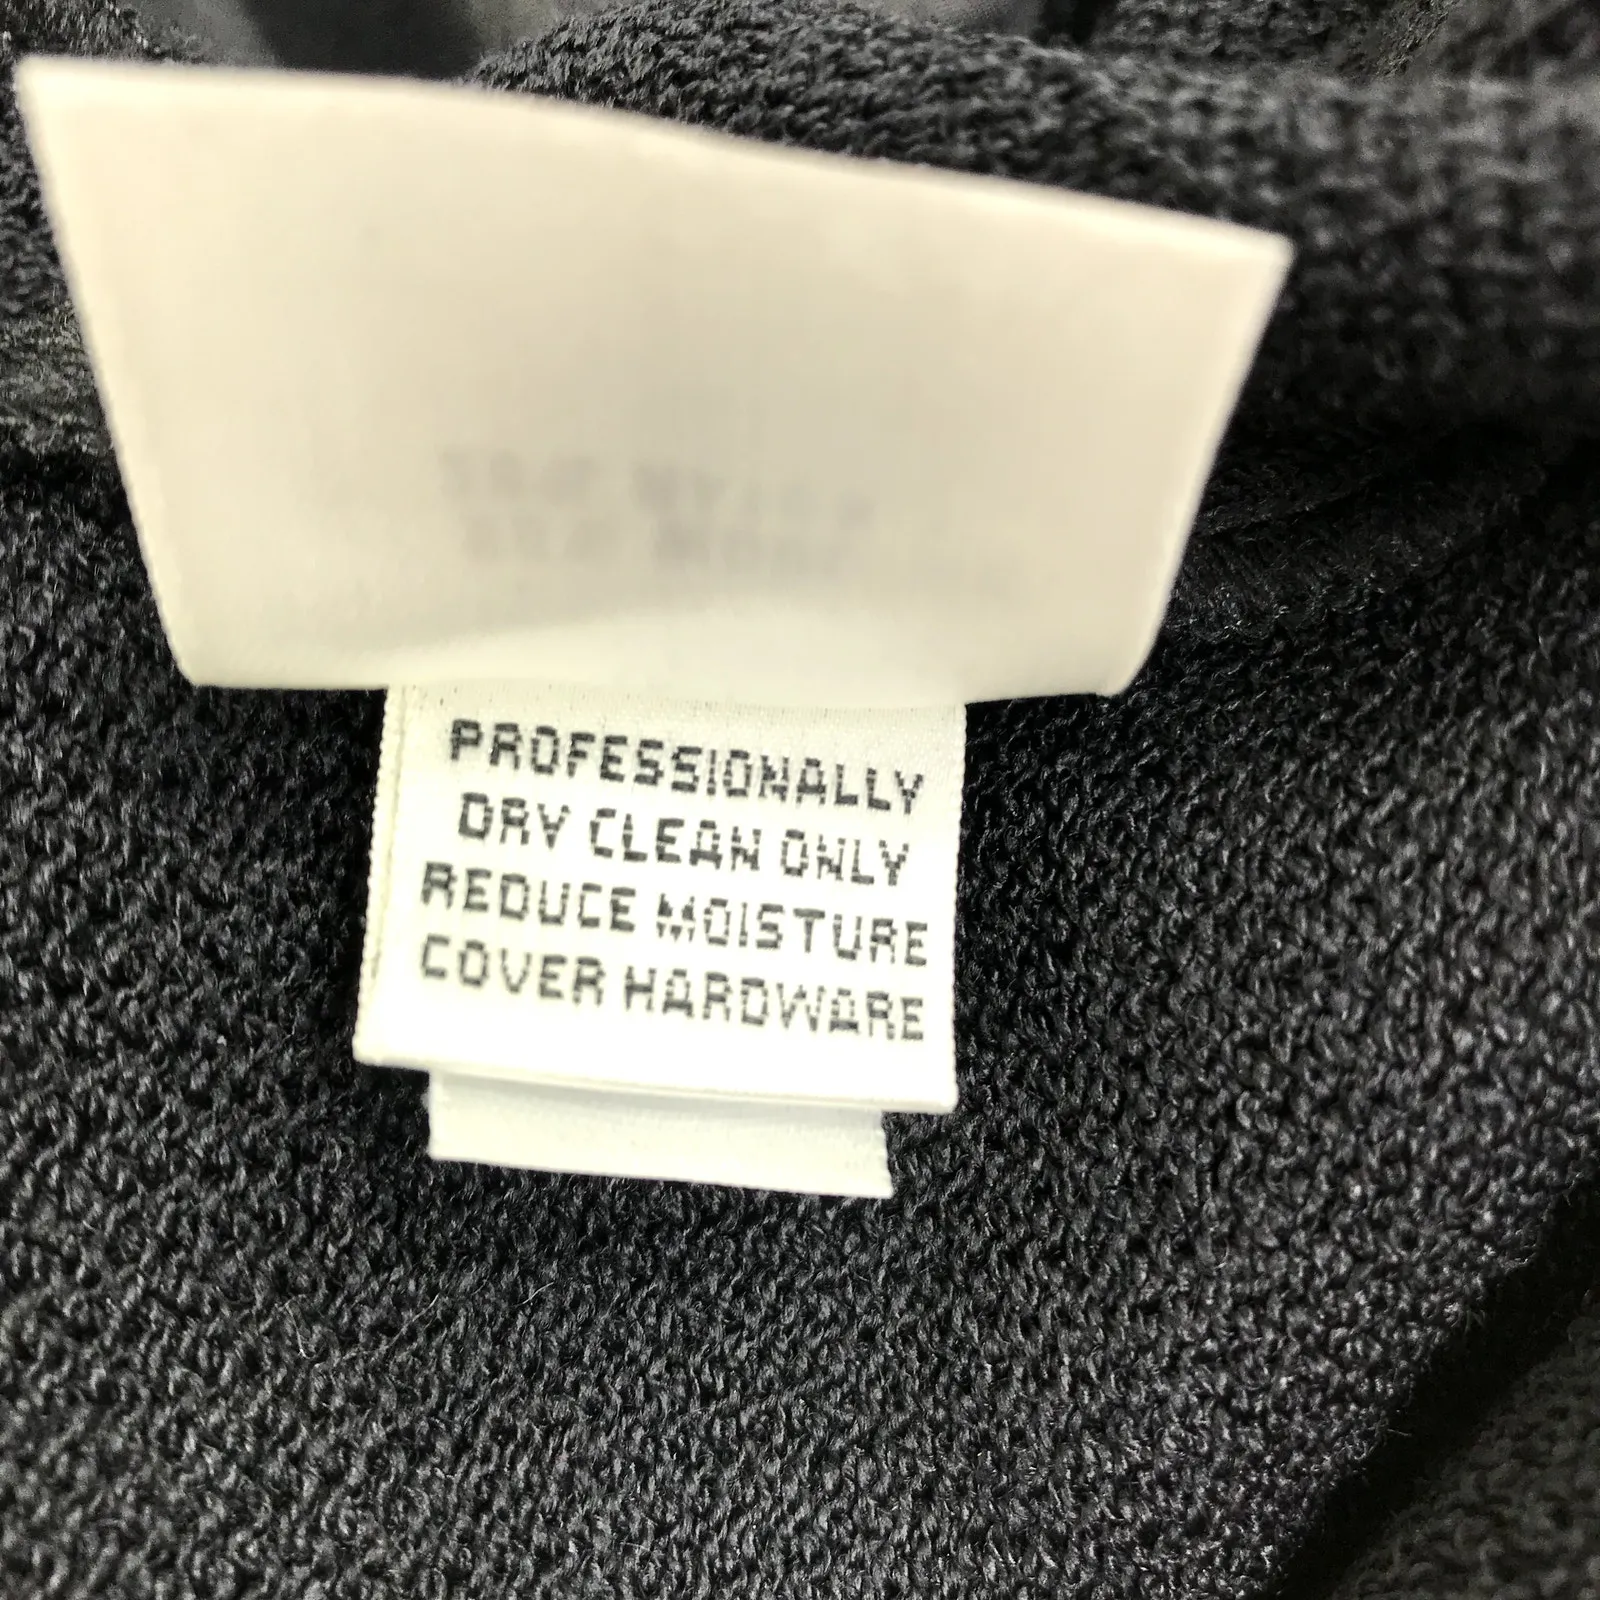 PROFESSIONALLY
DRY CLEAN ONLY
REDUCE MOISTURE
COVER HARDWARE